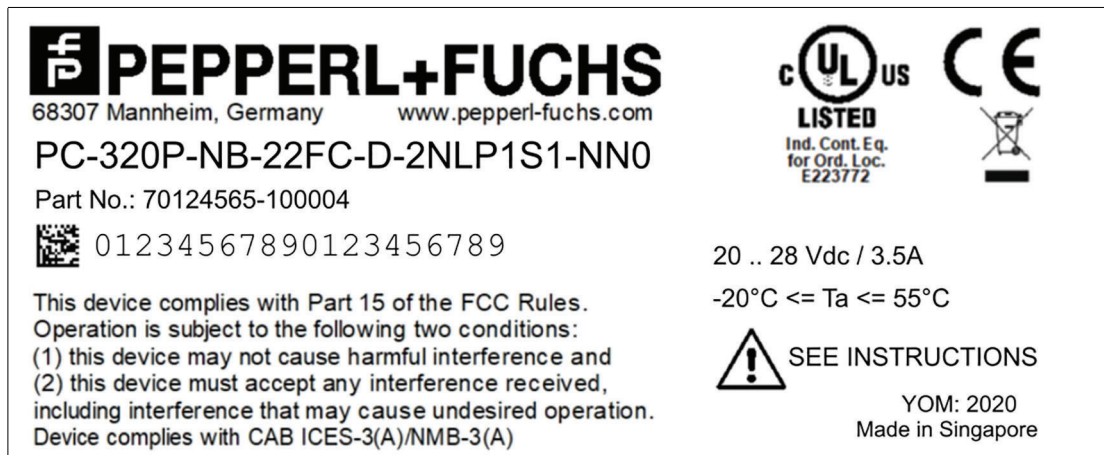 PEPPERL+FUCHS
68307 Mannheim, Germany www.pepperl-fuchs.com
PC-320P-NB-22FC-D-2NLP1S1-NN0
Part No.: 70124565-100004
01234567890123456789
This device complies with Part 15 of the FCC Rules.
Operation is subject to the following two conditions:
(1) this device may not cause harmful interference and
(2) this device must accept any interference received,
including interference that may cause undesired operation.
Device complies with CAB ICES-3(A)/NMB-3(A)
C UL US CE
LISTED
Ind. Cont. Eq.
for Ord. Loc.
E223772
20 .. 28 Vdc / 3.5A
-20°C <= Ta <= 55°C
SEE INSTRUCTIONS
YOM: 2020
Made in Singapore